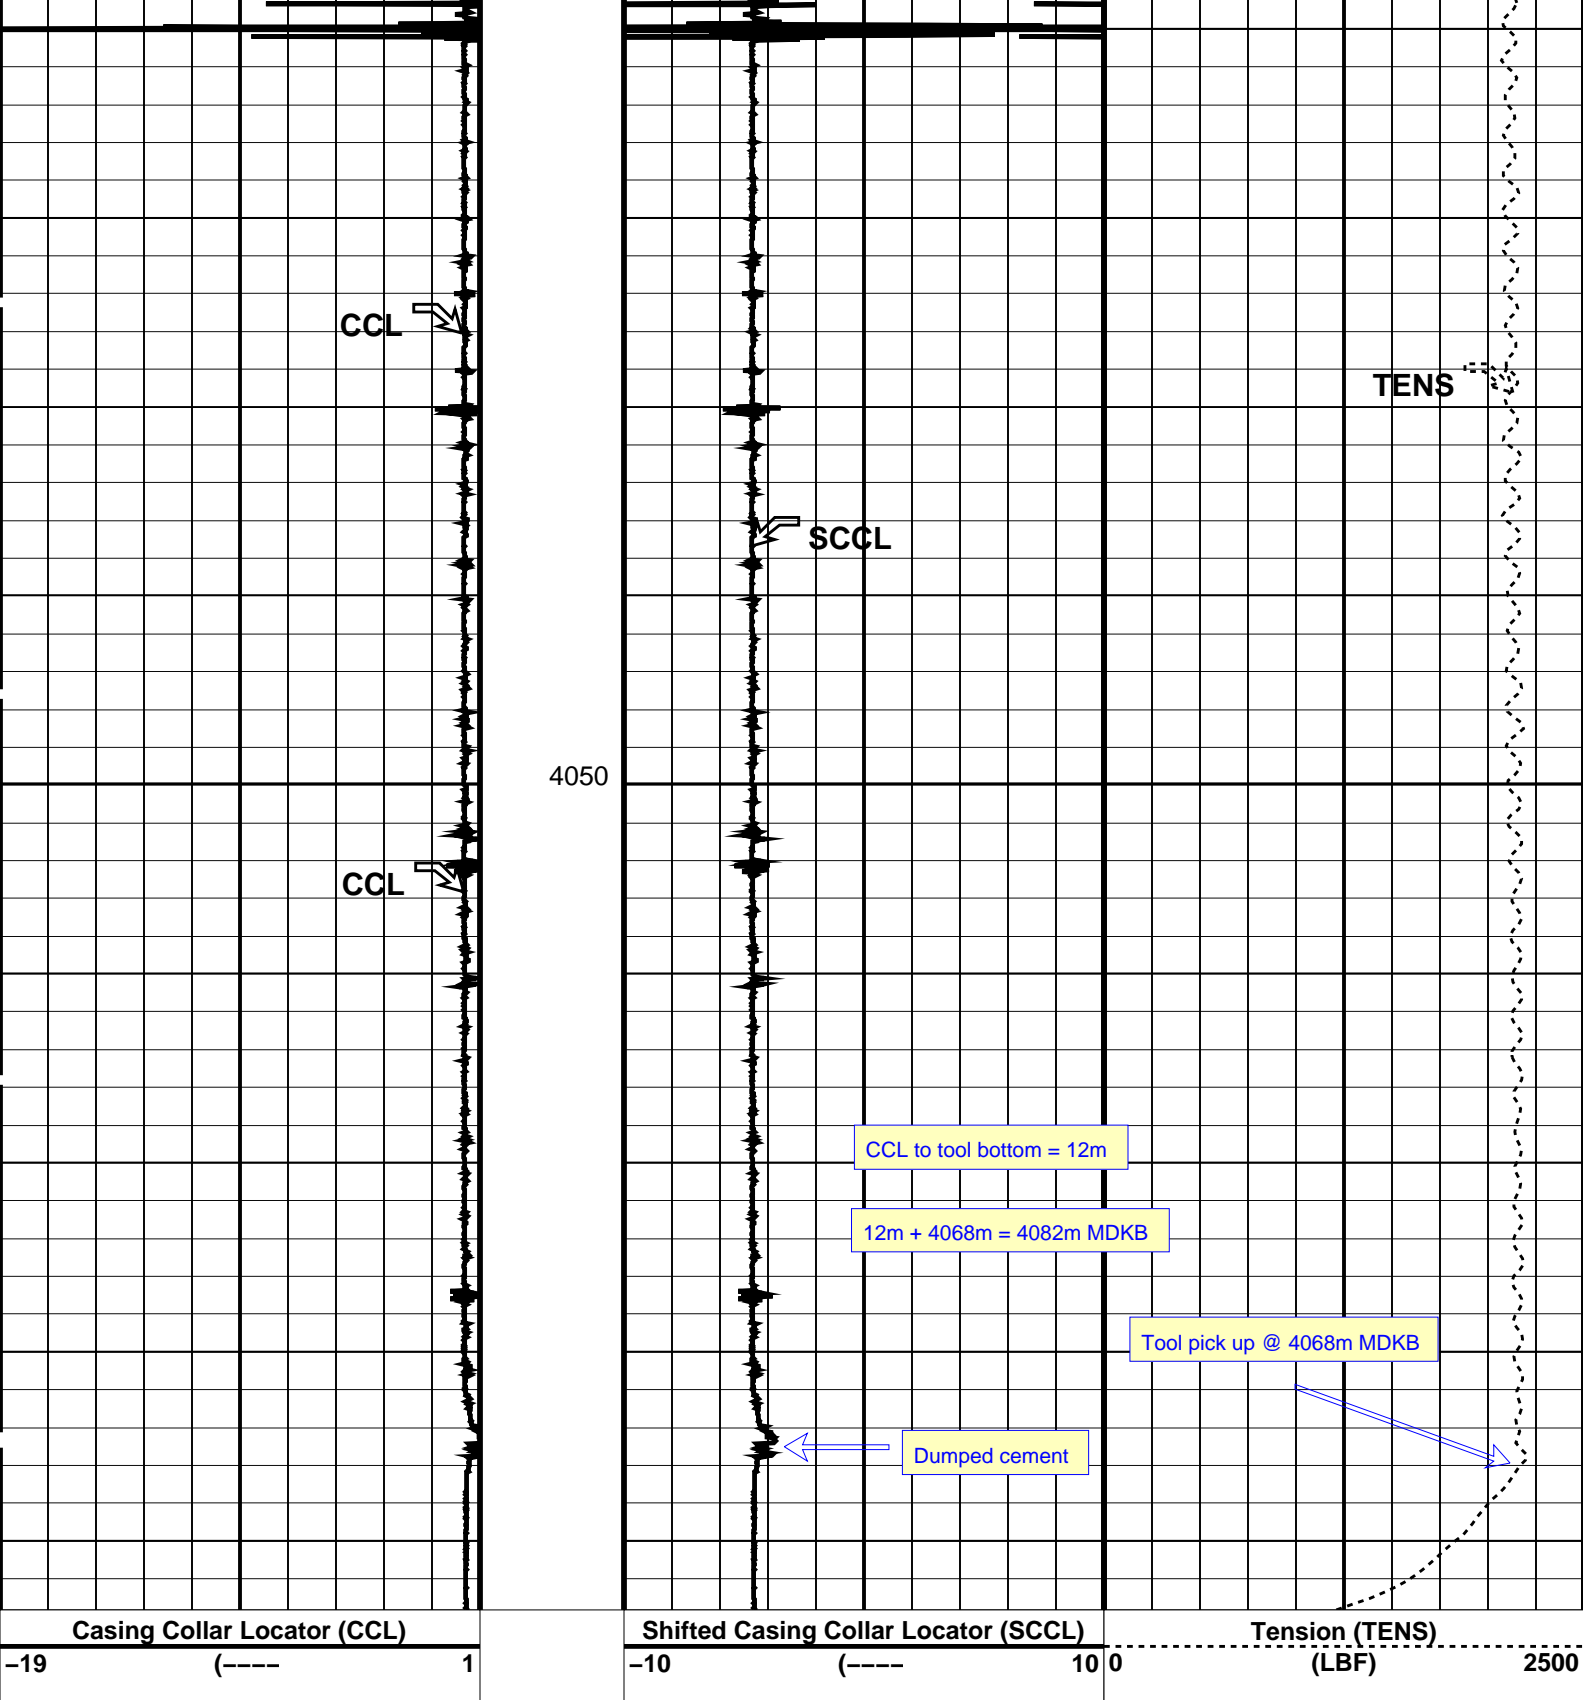 CCL
TENS
SCCL
4050
CCL
CCL to tool bottom = 12m
12m + 4068m = 4082m MDKB
Tool pick up @ 4068m MDKB
Dumped cement
Casing Collar Locator (CCL)
–19 (–––– 1
Shifted Casing Collar Locator (SCCL)
–10 (–––– 10
Tension (TENS)
0 (LBF) 2500